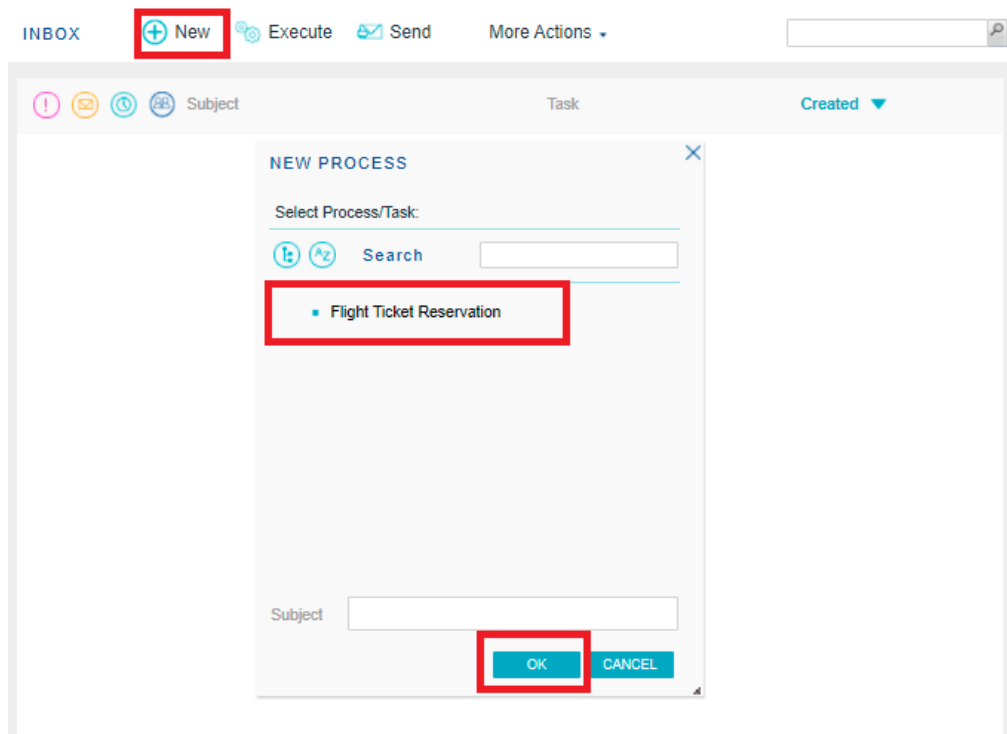 INBOX New Execute Send More Actions
Subject Task Created
NEW PROCESS
Select Process/Task:
AZ Search
Flight Ticket Reservation
Subject
OK CANCEL